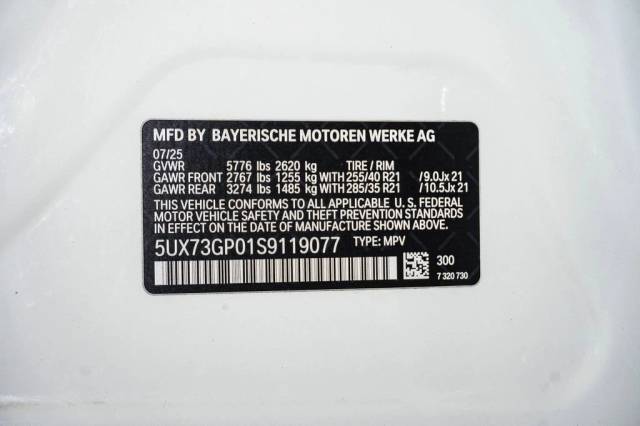 MFD BY BAYERISCHE MOTOREN WERKE AG
07/25
GVWR 5776 lbs 2620 kg TIRE / RIM
GAWR FRONT 2767 lbs 1255 kg WITH 255/40 R21 /9.0Jx 21
GAWR REAR 3274 lbs 1485 kg WITH 285/35 R21 /10.5Jx 21
THIS VEHICLE CONFORMS TO ALL APPLICABLE U. S. FEDERAL
MOTOR VEHICLE SAFETY AND THEFT PREVENTION STANDARDS
IN EFFECT ON THE DATE OF MANUFACTURE SHOWN ABOVE.
5UX73GP01S9119077 TYPE: MPV
300
7 320 730